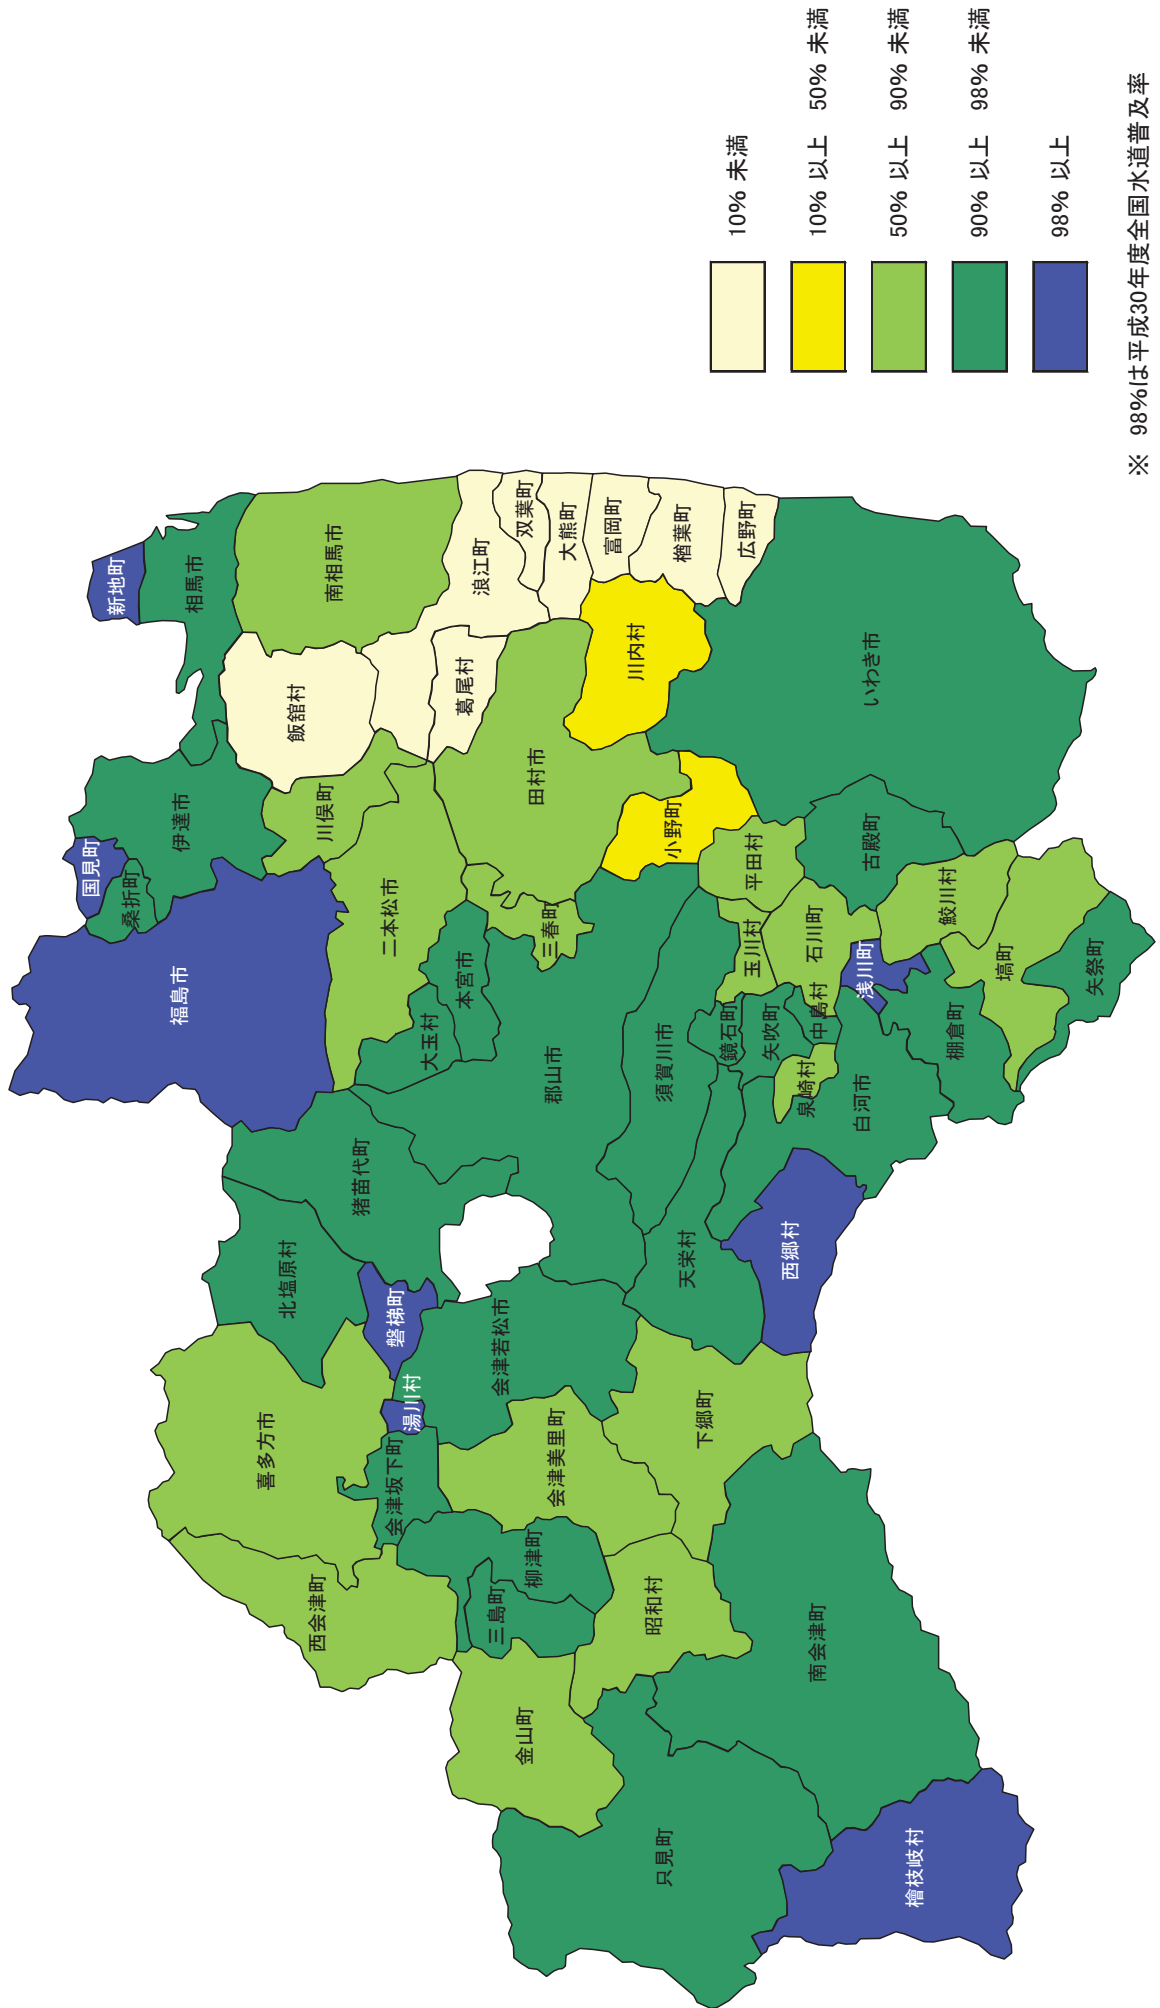 新地町
相馬市
南相馬市
飯舘村
浪江町
双葉町
大熊町
富岡町
楢葉町
広野町
葛尾村
川内村
いわき市
国見町
桑折町
伊達市
福島市
川俣町
二本松市
田村市
小野町
三春町
本宮市
大玉村
郡山市
平田村
古殿町
玉川村
石川町
浅川町
鮫川村
塙町
矢祭町
棚倉町
須賀川市
鏡石町
矢吹町
中島村
泉崎村
白河市
西郷村
天栄村
猪苗代町
北塩原村
磐梯町
湯川村
会津若松市
喜多方市
会津坂下町
会津美里町
下郷町
西会津町
柳津町
三島町
昭和村
金山町
南会津町
只見町
檜枝岐村
10% 未満
10% 以上 50% 未満
50% 以上 90% 未満
90% 以上 98% 未満
98% 以上
※ 98%は平成30年度全国水道普及率